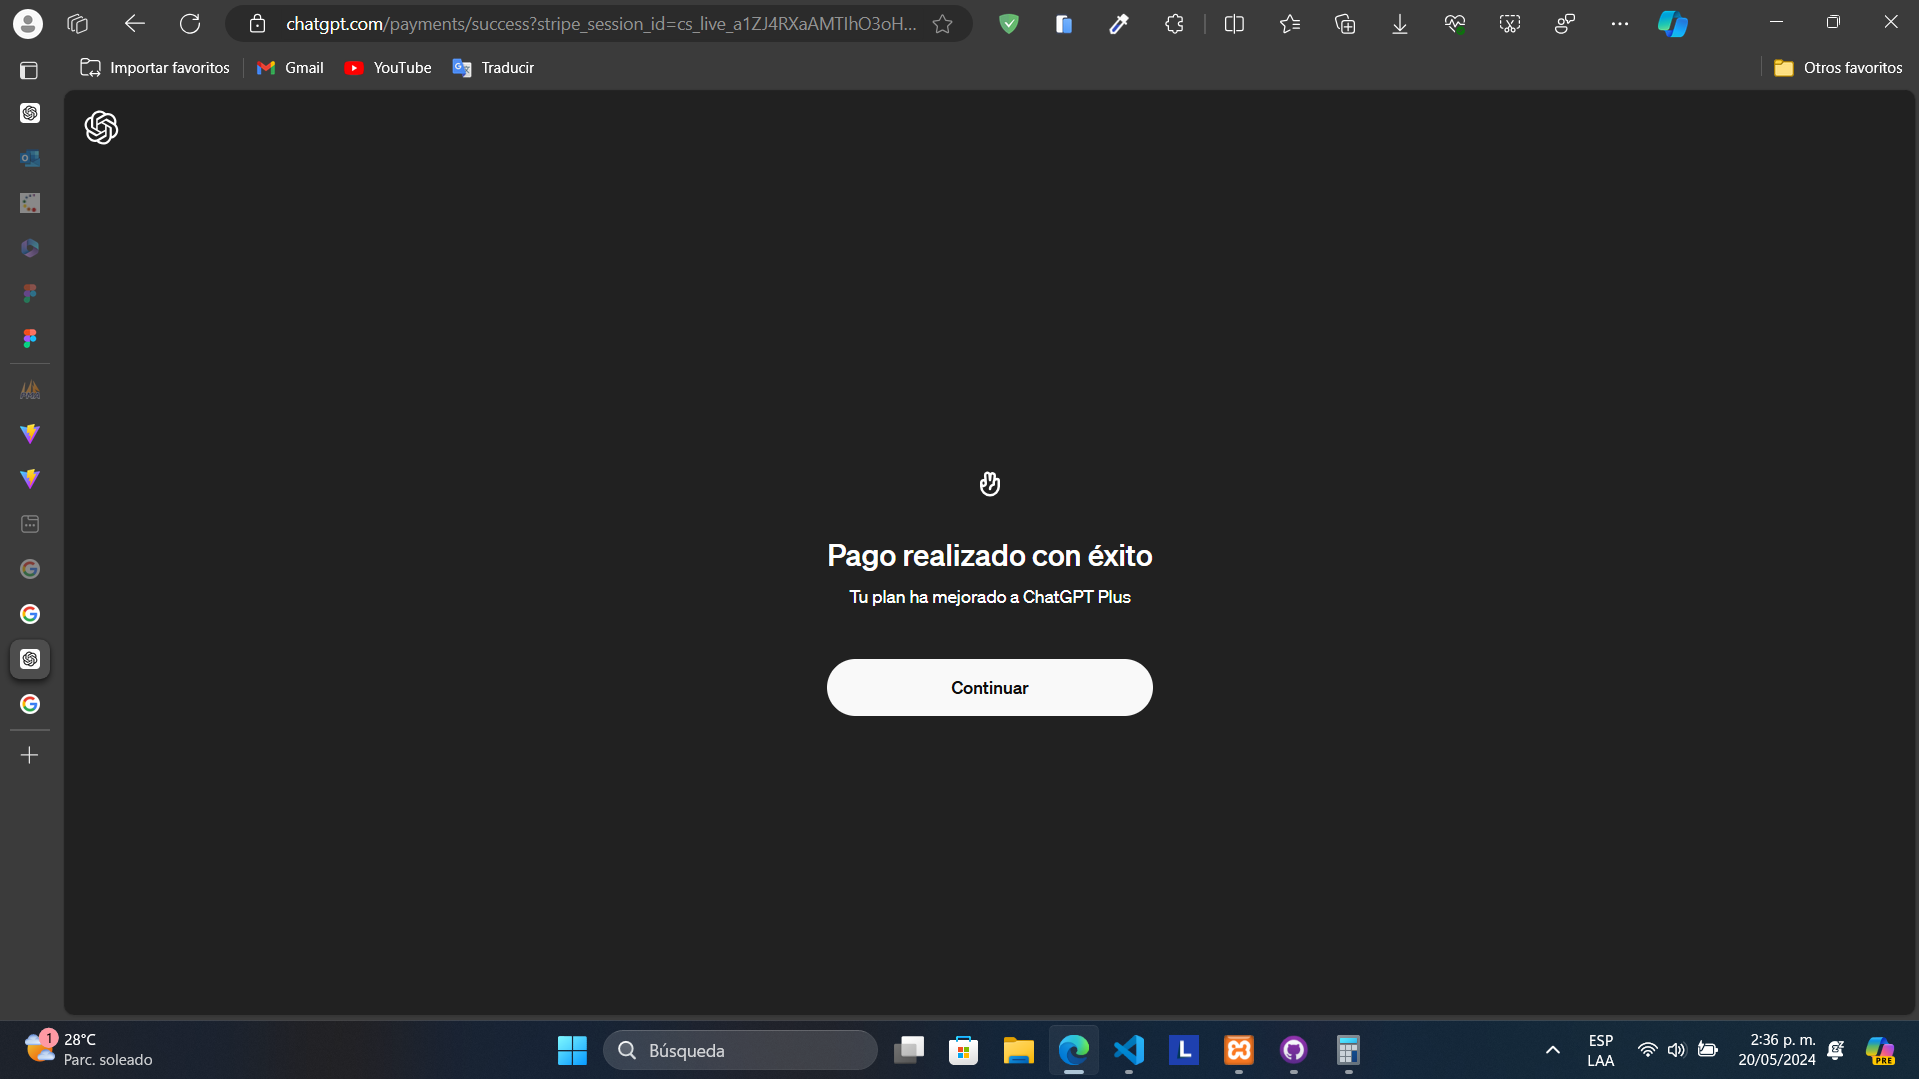 chatgpt.com/payments/success?stripe_session_id=cs_live_a1ZJ4RXaAMTIhO3oH...
Importar favoritos
Gmail
YouTube
Traducir
Otros favoritos
Pago realizado con éxito
Tu plan ha mejorado a ChatGPT Plus
Continuar
1
28°C
Parc. soleado
Búsqueda
L
ESP
LAA
2:36 p. m.
20/05/2024
PRE